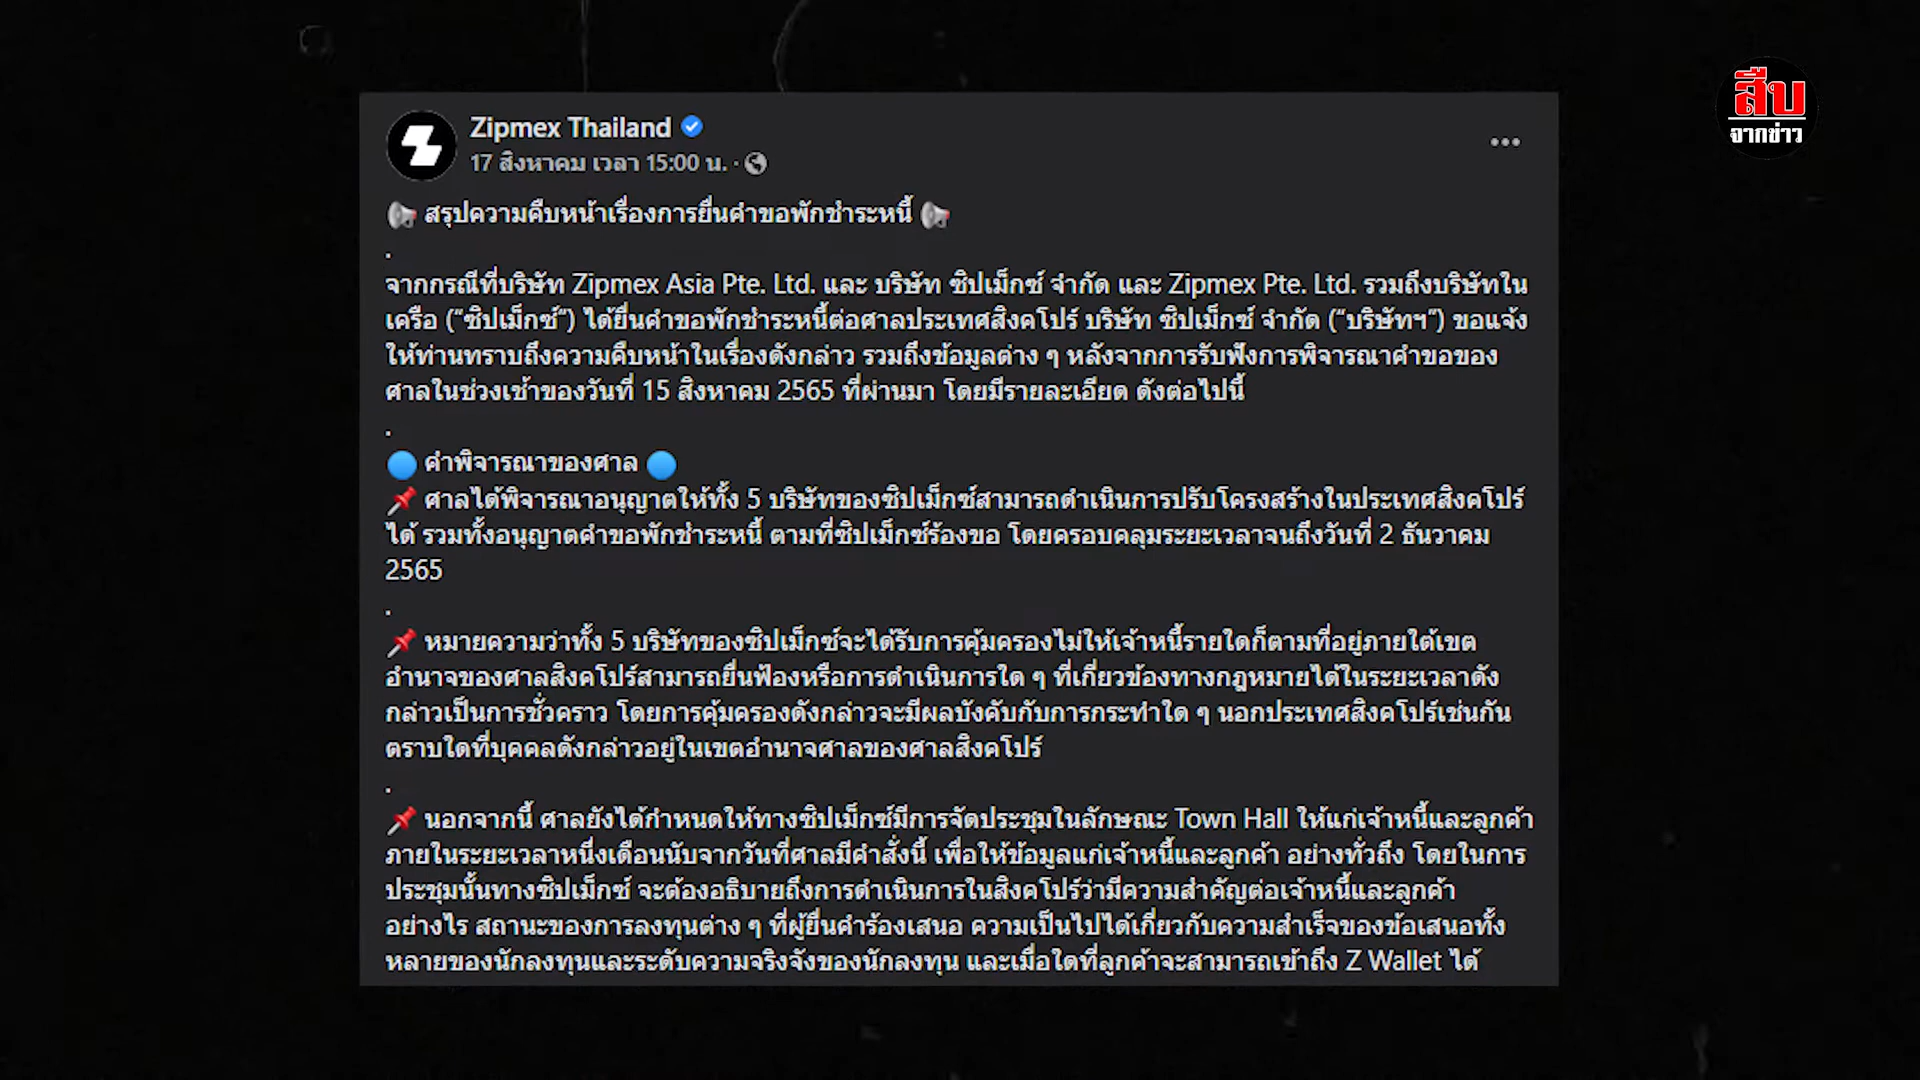 สืบ
จากข่าว
Zipmex Thailand
17 สิงหาคม เวลา 15:00 น. ·
สรุปความคืบหน้าเรื่องการยื่นคำขอพักชำระหนี้
.
จากกรณีที่บริษัท Zipmex Asia Pte. Ltd. และ บริษัท ซิปเม็กซ์ จำกัด และ Zipmex Pte. Ltd. รวมถึงบริษัทใน
เครือ (“ซิปเม็กซ์”) ได้ยื่นคำขอพักชำระหนี้ต่อศาลประเทศสิงคโปร์ บริษัท ซิปเม็กซ์ จำกัด (“บริษัทฯ”) ขอแจ้ง
ให้ท่านทราบถึงความคืบหน้าในเรื่องดังกล่าว รวมถึงข้อมูลต่าง ๆ หลังจากการรับฟังการพิจารณาคำขอของ
ศาลในช่วงเช้าของวันที่ 15 สิงหาคม 2565 ที่ผ่านมา โดยมีรายละเอียด ดังต่อไปนี้
.
🔵 คำพิจารณาของศาล 🔵
📌 ศาลได้พิจารณาอนุญาตให้ทั้ง 5 บริษัทของซิปเม็กซ์สามารถดำเนินการปรับโครงสร้างในประเทศสิงคโปร์
ได้ รวมทั้งอนุญาตคำขอพักชำระหนี้ ตามที่ซิปเม็กซ์ร้องขอ โดยครอบคลุมระยะเวลาจนถึงวันที่ 2 ธันวาคม
2565
.
📌 หมายความว่าทั้ง 5 บริษัทของซิปเม็กซ์จะได้รับการคุ้มครองไม่ให้เจ้าหนี้รายใดก็ตามที่อยู่ภายใต้เขต
อำนาจของศาลสิงคโปร์สามารถยื่นฟ้องหรือการดำเนินการใด ๆ ที่เกี่ยวข้องทางกฎหมายได้ในระยะเวลาดัง
กล่าวเป็นการชั่วคราว โดยการคุ้มครองดังกล่าวจะมีผลบังคับกับการกระทำใด ๆ นอกประเทศสิงคโปร์เช่นกัน
ตราบใดที่บุคคลดังกล่าวอยู่ในเขตอำนาจศาลของศาลสิงคโปร์
.
📌 นอกจากนี้ ศาลยังได้กำหนดให้ทางซิปเม็กซ์มีการจัดประชุมในลักษณะ Town Hall ให้แก่เจ้าหนี้และลูกค้า
ภายในระยะเวลาหนึ่งเดือนนับจากวันที่ศาลมีคำสั่งนี้ เพื่อให้ข้อมูลแก่เจ้าหนี้และลูกค้า อย่างทั่วถึง โดยในการ
ประชุมนั้นทางซิปเม็กซ์ จะต้องอธิบายถึงการดำเนินการในสิงคโปร์ว่ามีความสำคัญต่อเจ้าหนี้และลูกค้า
อย่างไร สถานะของการลงทุนต่าง ๆ ที่ผู้ยื่นคำร้องเสนอ ความเป็นไปได้เกี่ยวกับความสำเร็จของข้อเสนอทั้ง
หลายของนักลงทุนและระดับความจริงจังของนักลงทุน และเมื่อใดที่ลูกค้าจะสามารถเข้าถึง Z Wallet ได้